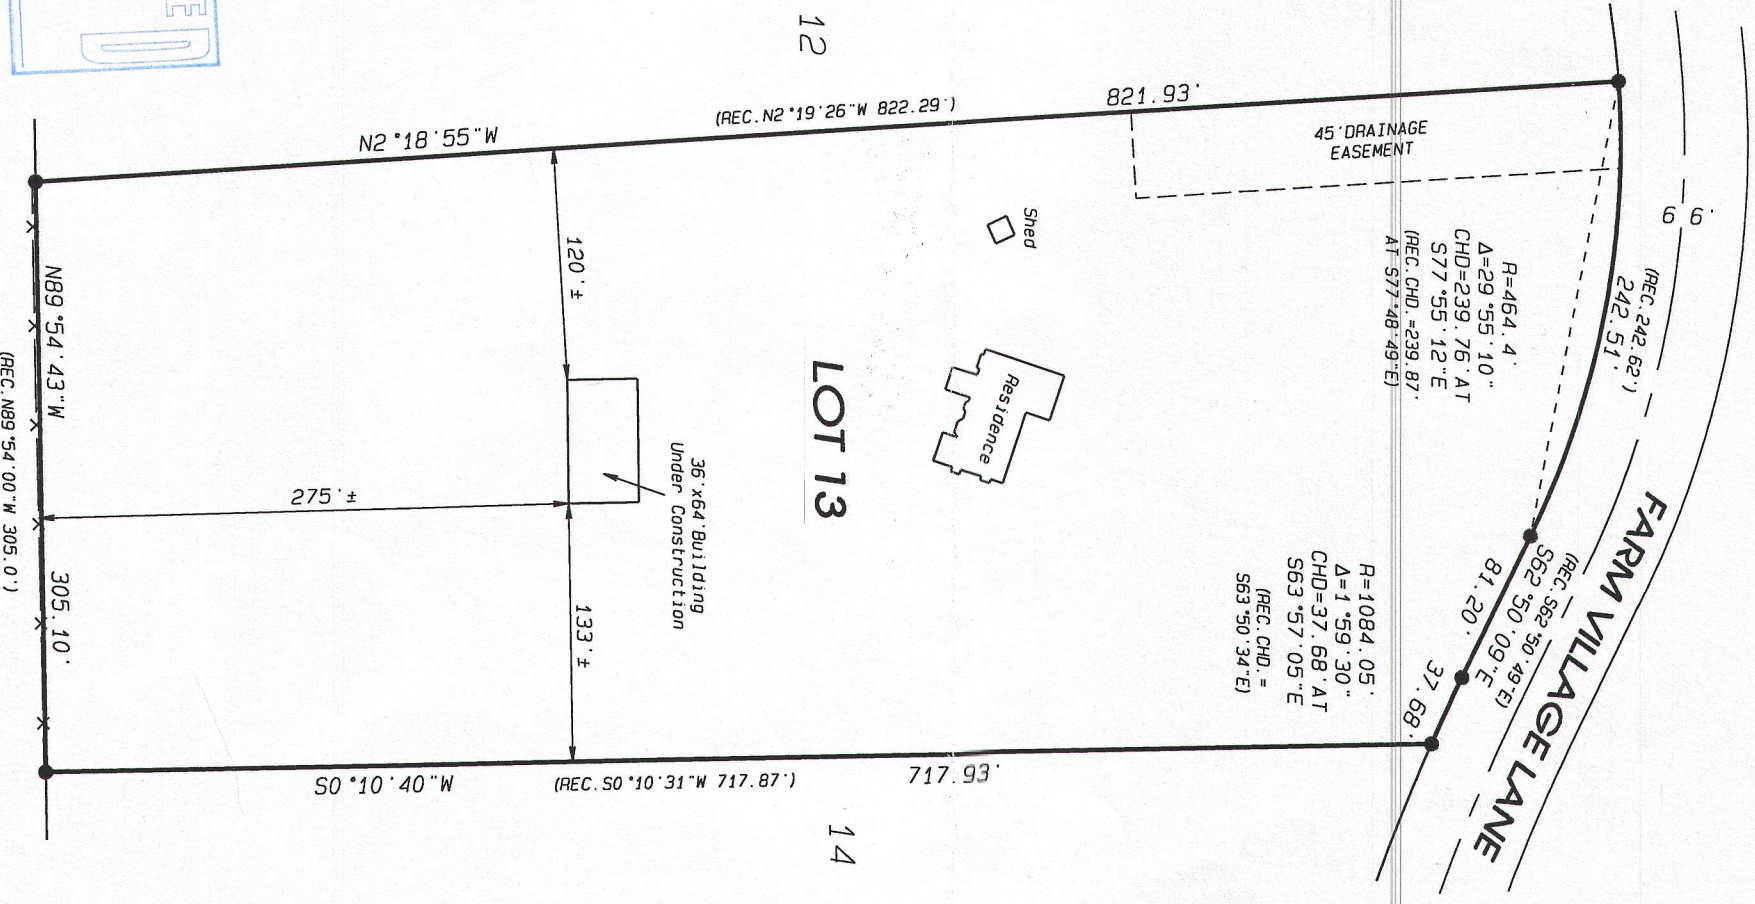 E
D
12
N2°18'55"W
(REC.N2°19'26"W 822.29')
821.93'
45'DRAINAGE
EASEMENT
66'
(REC.242.62')
242.51'
R=464.4'
Δ=29°55'10"
CHD=239.76'AT
S77°55'12"E
(REC.CHD.=239.87'
AT S77°48'49"E)
Shed
Residence
LOT 13
FARM VILLAGE LANE
(REC.S62°50'49"E)
S62°50'09"E
81.20'
37.68'
R=1084.05'
Δ=1°59'30"
CHD=37.68'AT
S63°57'05"E
(REC.CHD.=
S63°50'34"E)
120'±
36'x64'Building
Under Construction
275'±
133'±
N89°54'43"W
305.10'
(REC.N89°54'00"W 305.0')
S0°10'40"W
(REC.S0°10'31"W 717.87')
717.93'
14